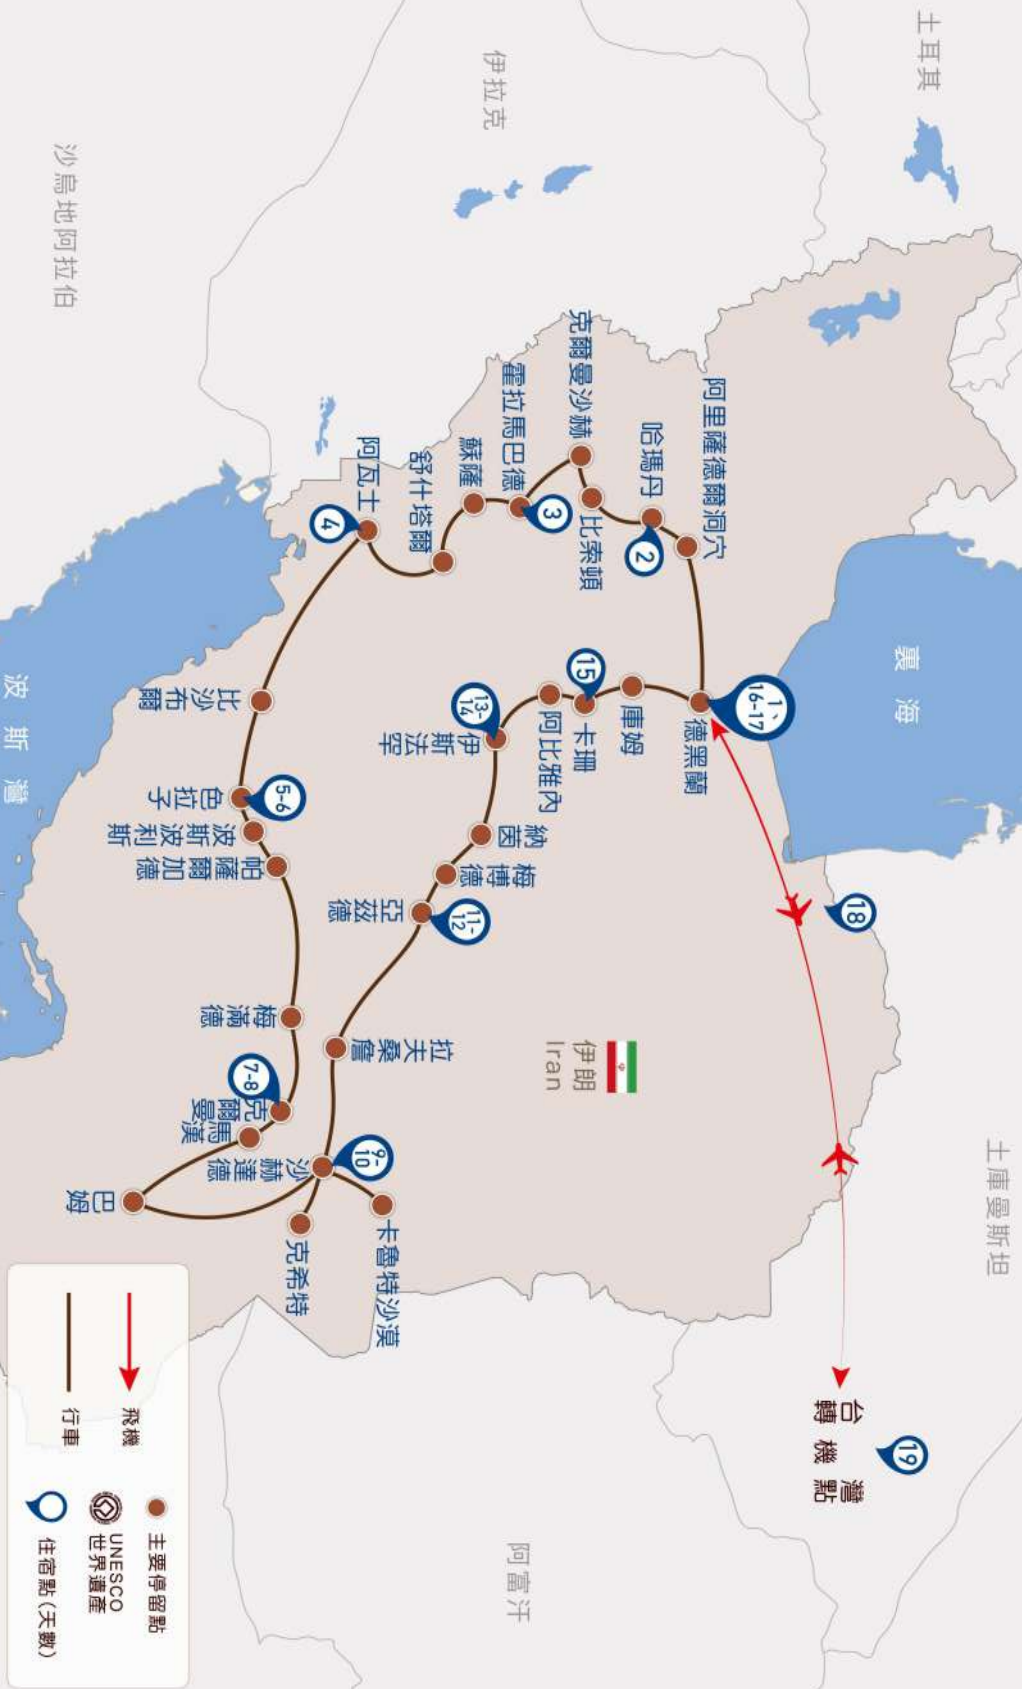 土耳其
裏 海
土庫曼斯坦
伊拉克
沙烏地阿拉伯
波 斯 灣
阿富汗
伊朗
Iran
1、
16-17
德黑蘭
阿里薩德爾洞穴
哈瑪丹
2
比索頓
克爾曼沙赫
霍拉馬巴德
3
蘇薩
舒什塔爾
阿瓦士
4
比沙布爾
色拉子
5-6
波斯波利斯
帕薩爾加德
梅滿德
克爾曼
7-8
馬漢
巴姆
沙赫達德
9-
10
克希特
卡魯特沙漠
拉夫桑詹
亞茲德
11-
12
梅博德
納茵
伊斯法罕
13-
14
阿比雅內
卡珊
15
庫姆
18
19
台 灣
轉 機 點
飛機
行車
主要停留點
UNESCO
世界遺產
住宿點(天數)